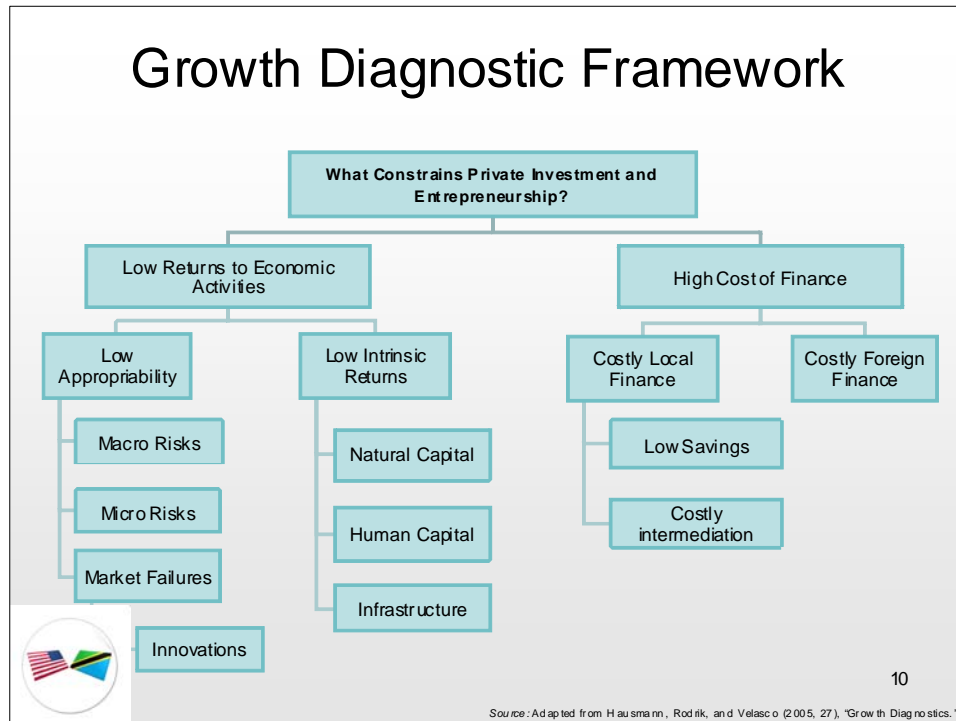 Growth Diagnostic Framework
What Constrains Private Investment and
Entrepreneurship?
Low Returns to Economic
Activities
High Cost of Finance
Low
Appropriability
Low Intrinsic
Returns
Costly Local
Finance
Costly Foreign
Finance
Macro Risks
Natural Capital
Low Savings
Micro Risks
Human Capital
Costly
intermediation
Market Failures
Infrastructure
Innovations
10
Source: Adapted from Hausmann, Rodrik, and Velasco (2005, 27), “Growth Diagnostics.”